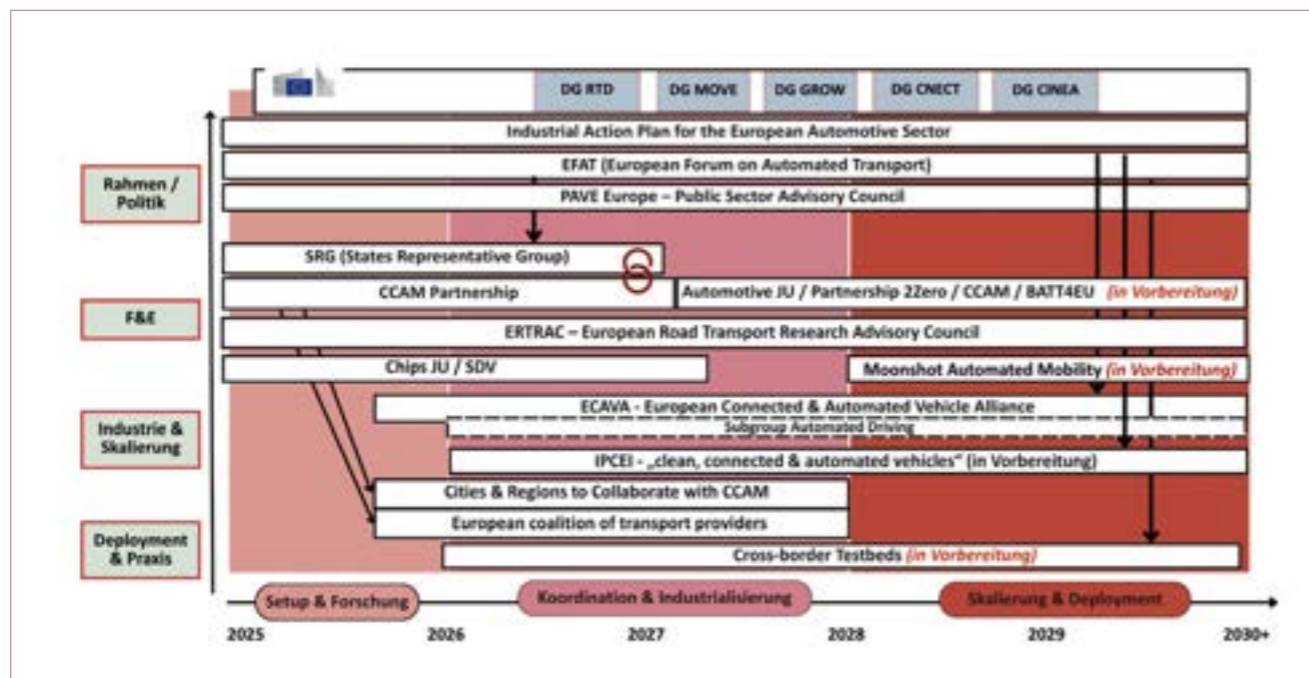 DG RTD
DG MOVE
DG GROW
DG CNECT
DG CINEA
Industrial Action Plan for the European Automotive Sector
EFAT (European Forum on Automated Transport)
Rahmen /
Politik
PAVE Europe – Public Sector Advisory Council
SRG (States Representative Group)
CCAM Partnership
Automotive JU / Partnership 2Zero / CCAM / BATT4EU (in Vorbereitung)
F&E
ERTRAC – European Road Transport Research Advisory Council
Chips JU / SDV
Moonshot Automated Mobility (in Vorbereitung)
ECAVA - European Connected & Automated Vehicle Alliance
Industrie &
Skalierung
Subgroup Automated Driving
IPCEI - „clean, connected & automated vehicles“ (in Vorbereitung)
Cities & Regions to Collaborate with CCAM
European coalition of transport providers
Deployment
& Praxis
Cross-border Testbeds (in Vorbereitung)
Setup & Forschung
Koordination & Industrialisierung
Skalierung & Deployment
2025
2026
2027
2028
2029
2030+